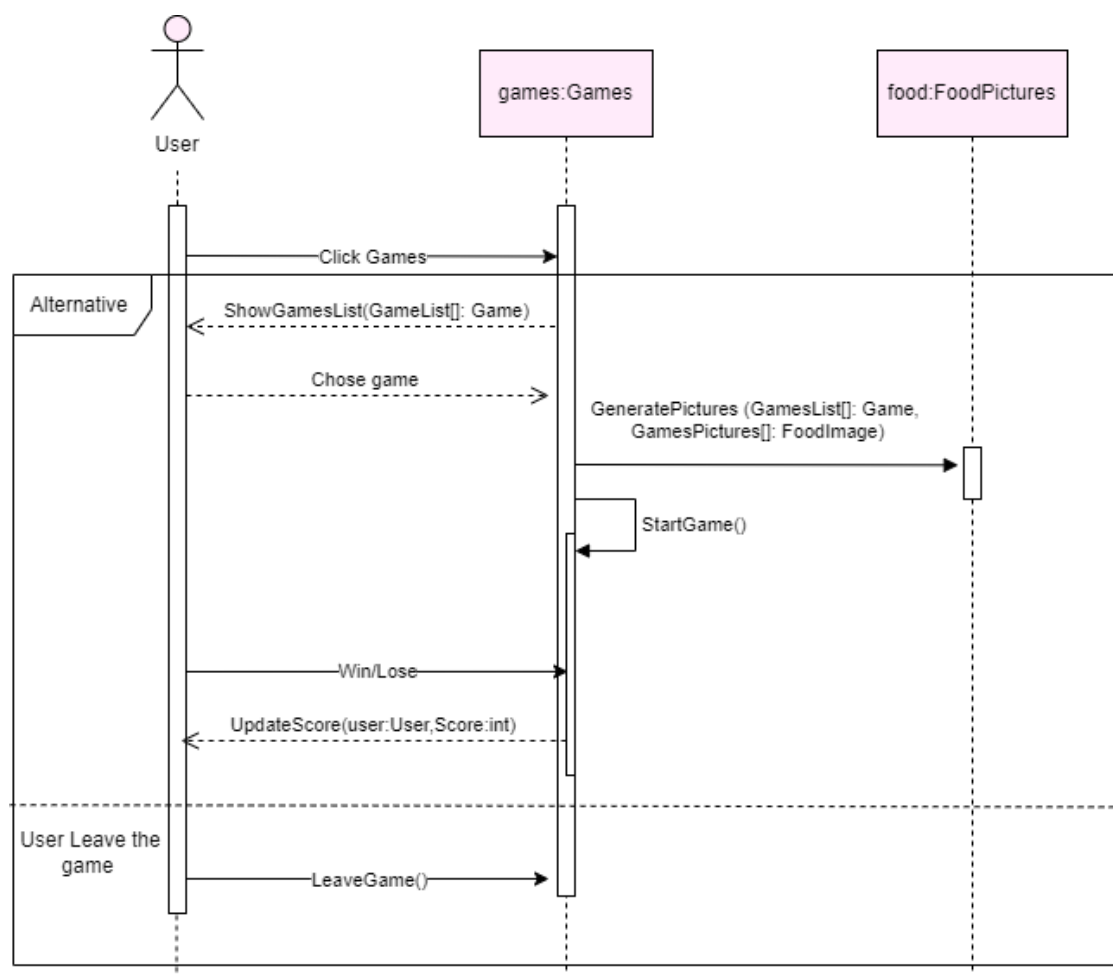 User
games:Games
food:FoodPictures
Click Games
Alternative
ShowGamesList(GameList[]: Game)
Chose game
GeneratePictures (GamesList[]: Game,
GamesPictures[]: FoodImage)
StartGame()
Win/Lose
UpdateScore(user:User,Score:int)
User Leave the
game
LeaveGame()